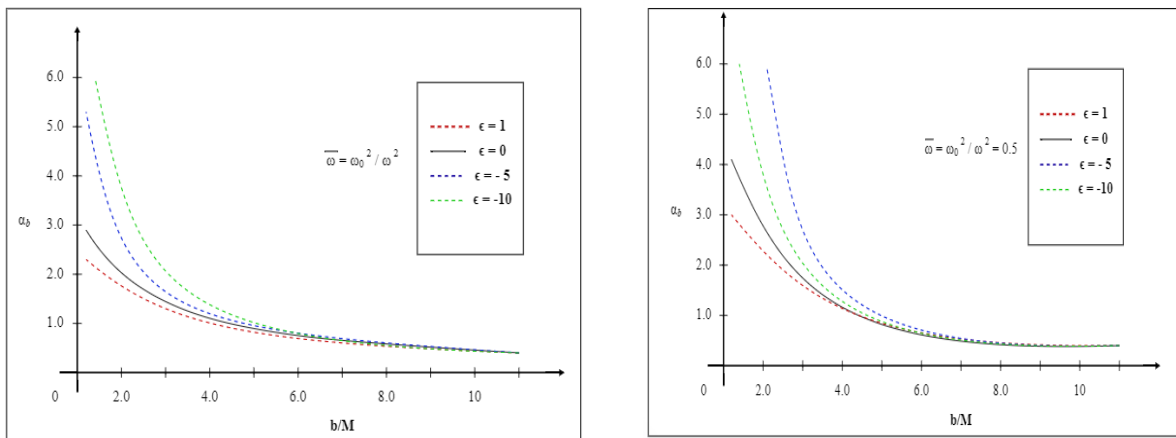 6.0
5.0
4.0
α_b 3.0
2.0
1.0
0 2.0 4.0 6.0 8.0 10
b/M
ω̅ = ω₀² / ω²
ϵ = 1
ϵ = 0
ϵ = - 5
ϵ = -10
6.0
5.0
4.0
α_b 3.0
2.0
1.0
0 2.0 4.0 6.0 8.0 10
b/M
ω̅ = ω₀² / ω² = 0.5
ϵ = 1
ϵ = 0
ϵ = - 5
ϵ = -10